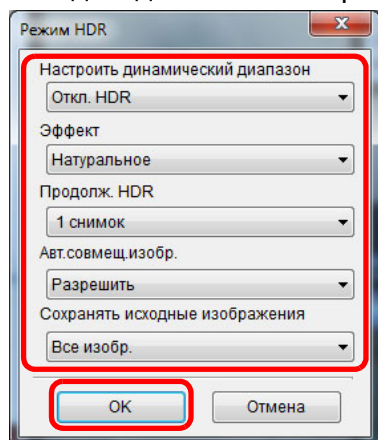 Режим HDR
Настроить динамический диапазон
Откл. HDR
Эффект
Натуральное
Продолж. HDR
1 снимок
Авт.совмещ.изобр.
Разрешить
Сохранять исходные изображения
Все изобр.
OK Отмена